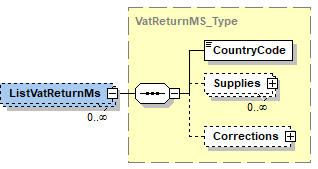 VatReturnMS_Type
CountryCode
Supplies
0..∞
ListVatReturnMs
0..∞
Corrections